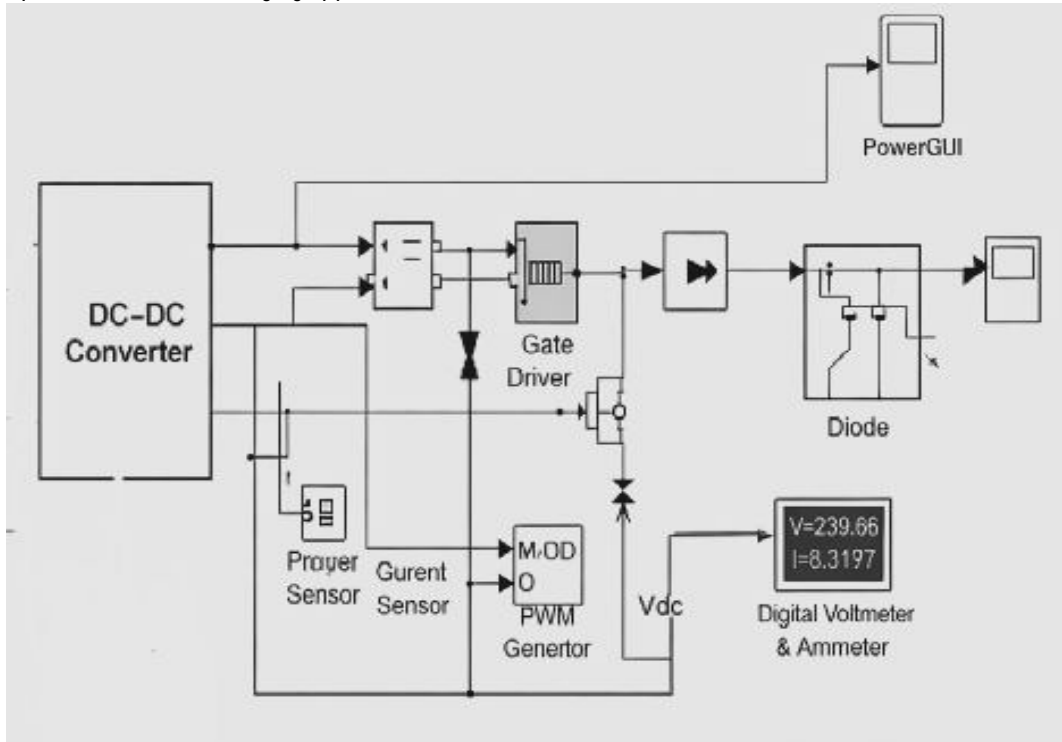 PowerGUI
DC-DC
Converter
Gate
Driver
Diode
Prayer
Sensor
Gurent
Sensor
M/OD
O
PWM
Genertor
Vdc
V=239.66
I=8.3197
Digital Voltmeter
& Ammeter